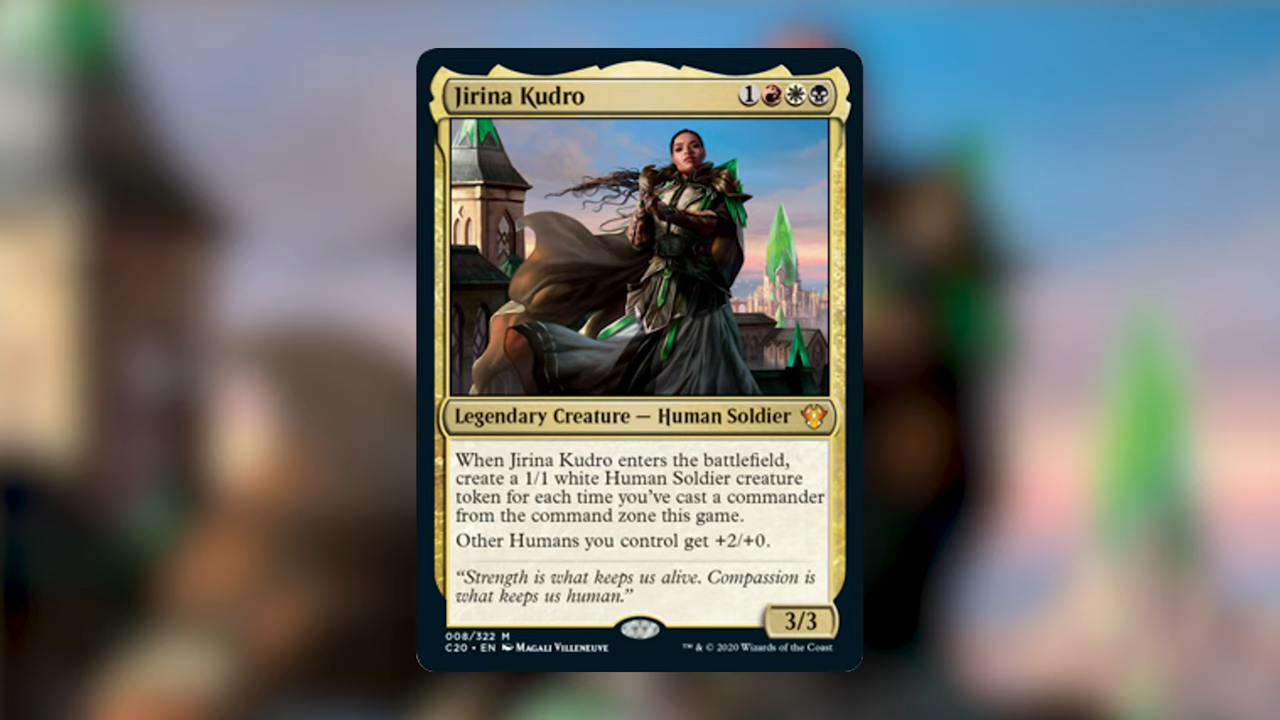 Jirina Kudro 1
Legendary Creature — Human Soldier
When Jirina Kudro enters the battlefield,
create a 1/1 white Human Soldier creature
token for each time you've cast a commander
from the command zone this game.
Other Humans you control get +2/+0.
“Strength is what keeps us alive. Compassion is
what keeps us human.”
3/3
008/322 M
C20 • EN Magali Villeneuve
™ & © 2020 Wizards of the Coast